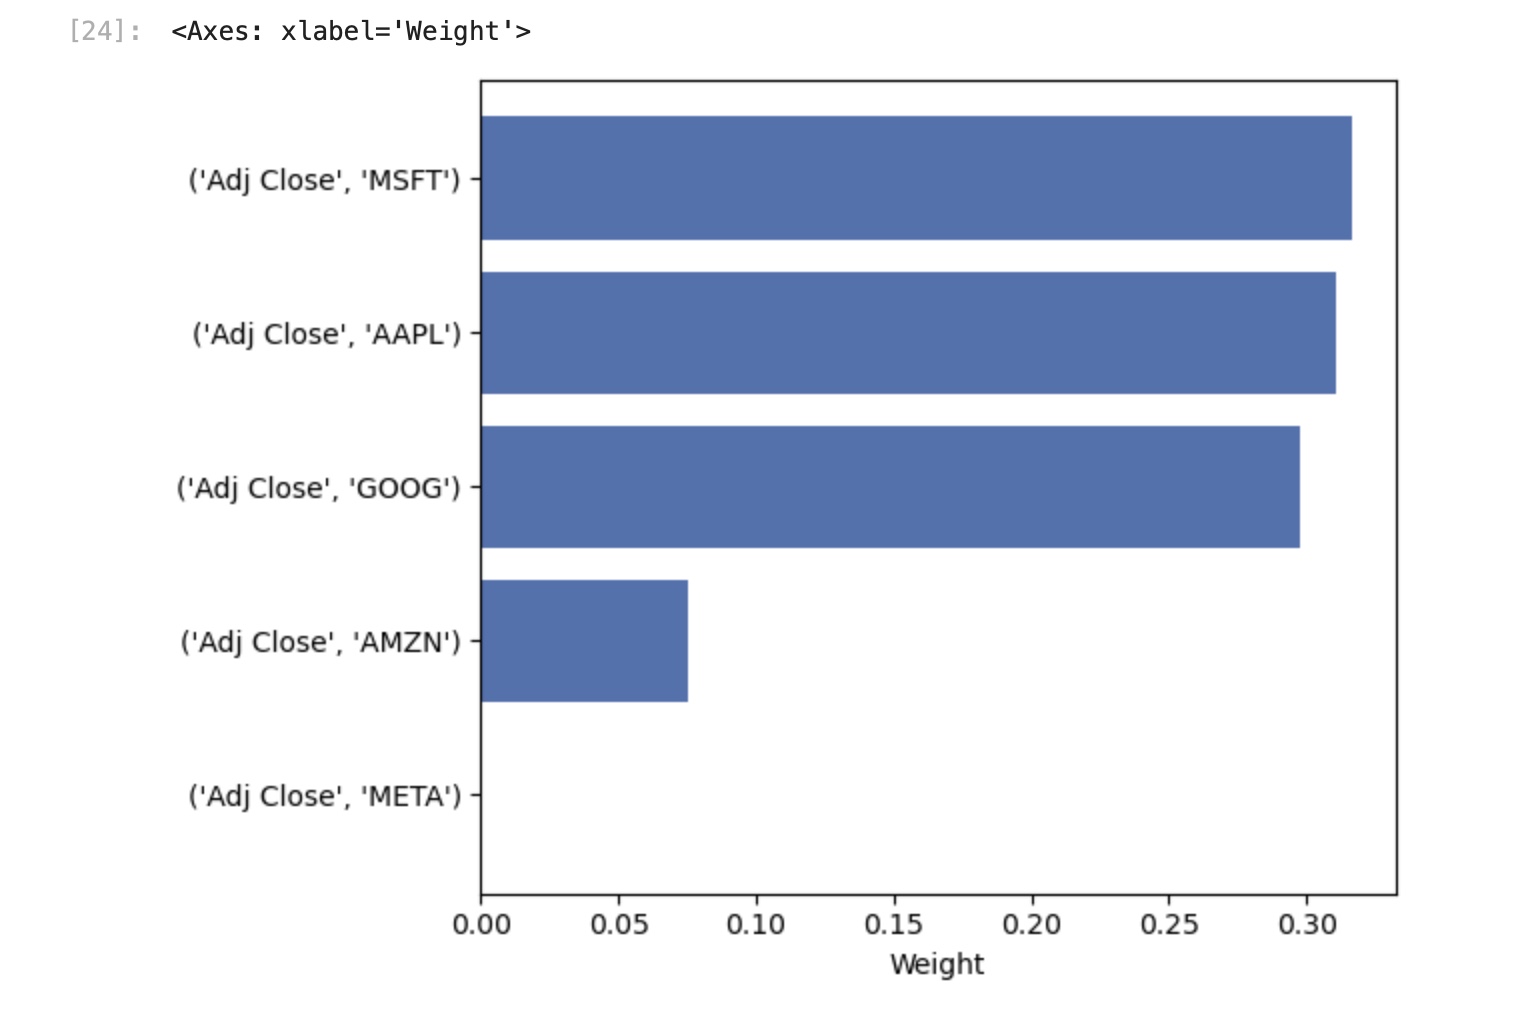 [24]: <Axes: xlabel='Weight'>
('Adj Close', 'MSFT')
('Adj Close', 'AAPL')
('Adj Close', 'GOOG')
('Adj Close', 'AMZN')
('Adj Close', 'META')
0.00 0.05 0.10 0.15 0.20 0.25 0.30
Weight